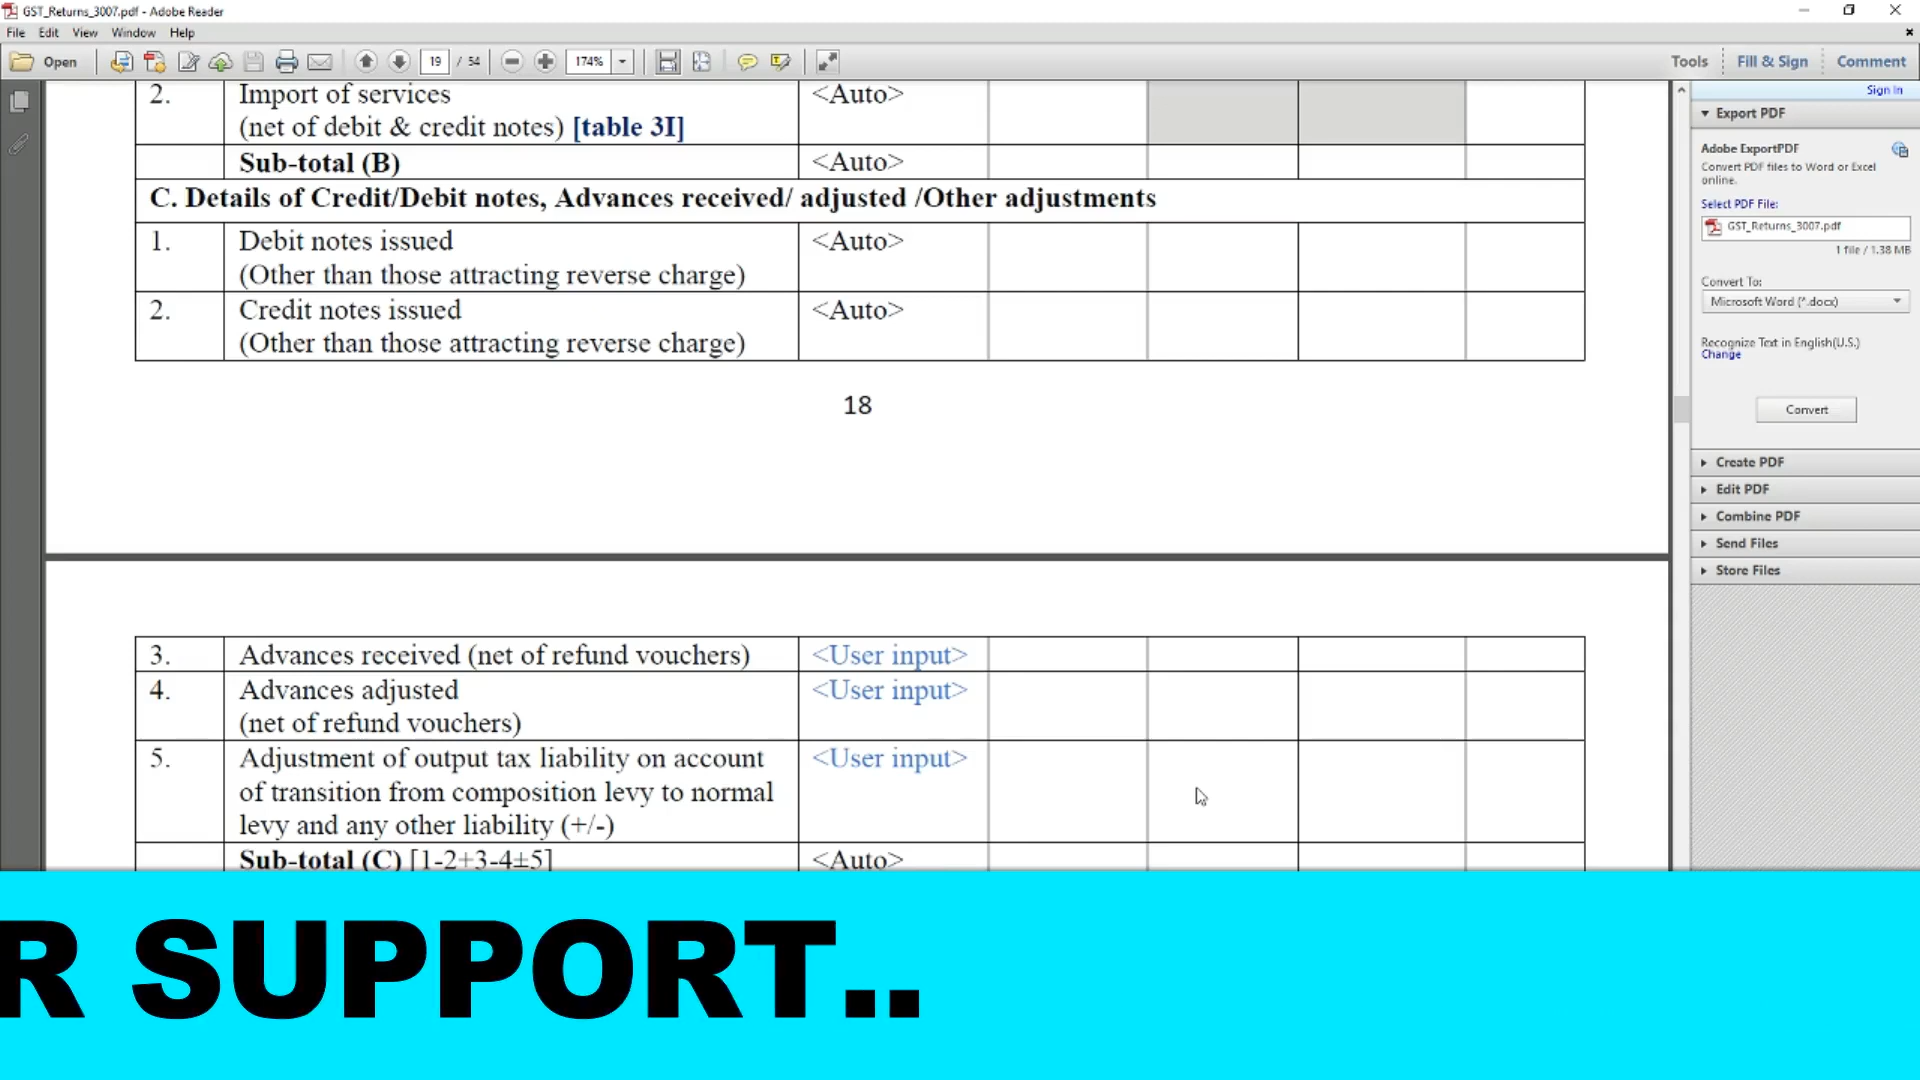 GST_Returns_3007.pdf - Adobe Reader
File Edit View Window Help
Open 19 / 54 174% Tools Fill & Sign Comment
Sign In
Export PDF
Adobe ExportPDF
Convert PDF files to Word or Excel
online.
Select PDF File:
GST_Returns_3007.pdf
1 file / 1.38 MB
Convert To:
Microsoft Word (*.docx)
Recognize Text in English(U.S.)
Change
Convert
Create PDF
Edit PDF
Combine PDF
Send Files
Store Files
2. Import of services <Auto>
(net of debit & credit notes) [table 3I]
Sub-total (B) <Auto>
C. Details of Credit/Debit notes, Advances received/ adjusted /Other adjustments
1. Debit notes issued <Auto>
(Other than those attracting reverse charge)
2. Credit notes issued <Auto>
(Other than those attracting reverse charge)
18
3. Advances received (net of refund vouchers) <User input>
4. Advances adjusted <User input>
(net of refund vouchers)
5. Adjustment of output tax liability on account <User input>
of transition from composition levy to normal
levy and any other liability (+/-)
Sub-total (C) [1-2+3-4±5] <Auto>
R SUPPORT..